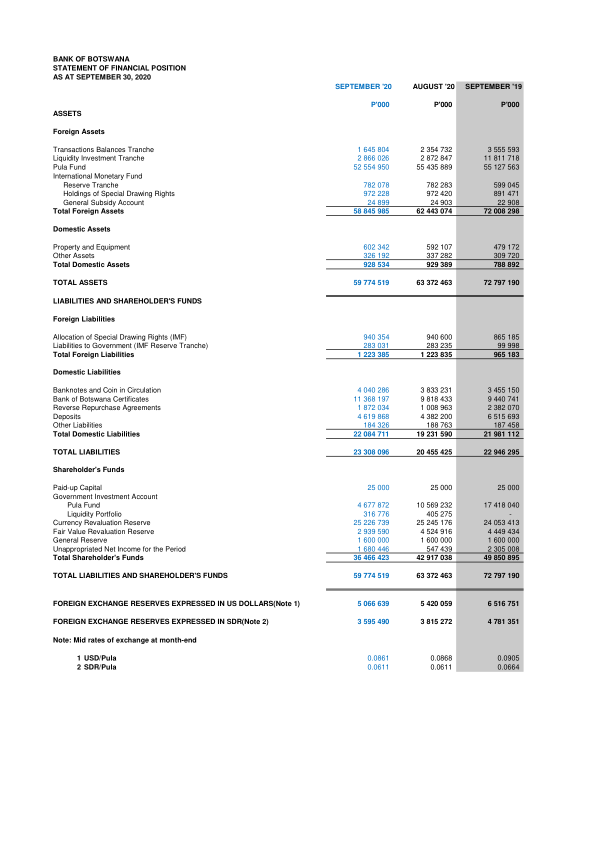 BANK OF BOTSWANA
STATEMENT OF FINANCIAL POSITION
AS AT SEPTEMBER 30, 2020
SEPTEMBER '20 AUGUST '20 SEPTEMBER '19
P'000 P'000 P'000
ASSETS
Foreign Assets
Transactions Balances Tranche 1 645 804 2 354 732 3 555 593
Liquidity Investment Tranche 2 866 026 2 872 847 11 811 718
Pula Fund 52 554 950 55 435 889 55 127 563
International Monetary Fund
Reserve Tranche 782 078 782 283 599 045
Holdings of Special Drawing Rights 972 228 972 420 891 471
General Subsidy Account 24 899 24 903 22 908
Total Foreign Assets 58 845 985 62 443 074 72 008 298
Domestic Assets
Property and Equipment 602 342 592 107 479 172
Other Assets 326 192 337 282 309 720
Total Domestic Assets 928 534 929 389 788 892
TOTAL ASSETS 59 774 519 63 372 463 72 797 190
LIABILITIES AND SHAREHOLDER'S FUNDS
Foreign Liabilities
Allocation of Special Drawing Rights (IMF) 940 354 940 600 865 185
Liabilities to Government (IMF Reserve Tranche) 283 031 283 235 99 998
Total Foreign Liabilities 1 223 385 1 223 835 965 183
Domestic Liabilities
Banknotes and Coin in Circulation 4 040 286 3 833 231 3 455 150
Bank of Botswana Certificates 11 368 197 9 818 433 9 440 741
Reverse Repurchase Agreements 1 872 034 1 008 963 2 382 070
Deposits 4 619 868 4 382 200 6 515 693
Other Liabilities 184 326 188 763 187 458
Total Domestic Liabilities 22 084 711 19 231 590 21 981 112
TOTAL LIABILITIES 23 308 096 20 455 425 22 946 295
Shareholder's Funds
Paid-up Capital 25 000 25 000 25 000
Government Investment Account
Pula Fund 4 677 872 10 569 232 17 418 040
Liquidity Portfolio 316 776 405 275 -
Currency Revaluation Reserve 25 226 739 25 245 176 24 053 413
Fair Value Revaluation Reserve 2 939 590 4 524 916 4 449 434
General Reserve 1 600 000 1 600 000 1 600 000
Unappropriated Net Income for the Period 1 680 446 547 439 2 305 008
Total Shareholder's Funds 36 466 423 42 917 038 49 850 895
TOTAL LIABILITIES AND SHAREHOLDER'S FUNDS 59 774 519 63 372 463 72 797 190
FOREIGN EXCHANGE RESERVES EXPRESSED IN US DOLLARS(Note 1) 5 066 639 5 420 059 6 516 751
FOREIGN EXCHANGE RESERVES EXPRESSED IN SDR(Note 2) 3 595 490 3 815 272 4 781 351
Note: Mid rates of exchange at month-end
1 USD/Pula 0.0861 0.0868 0.0905
2 SDR/Pula 0.0611 0.0611 0.0664